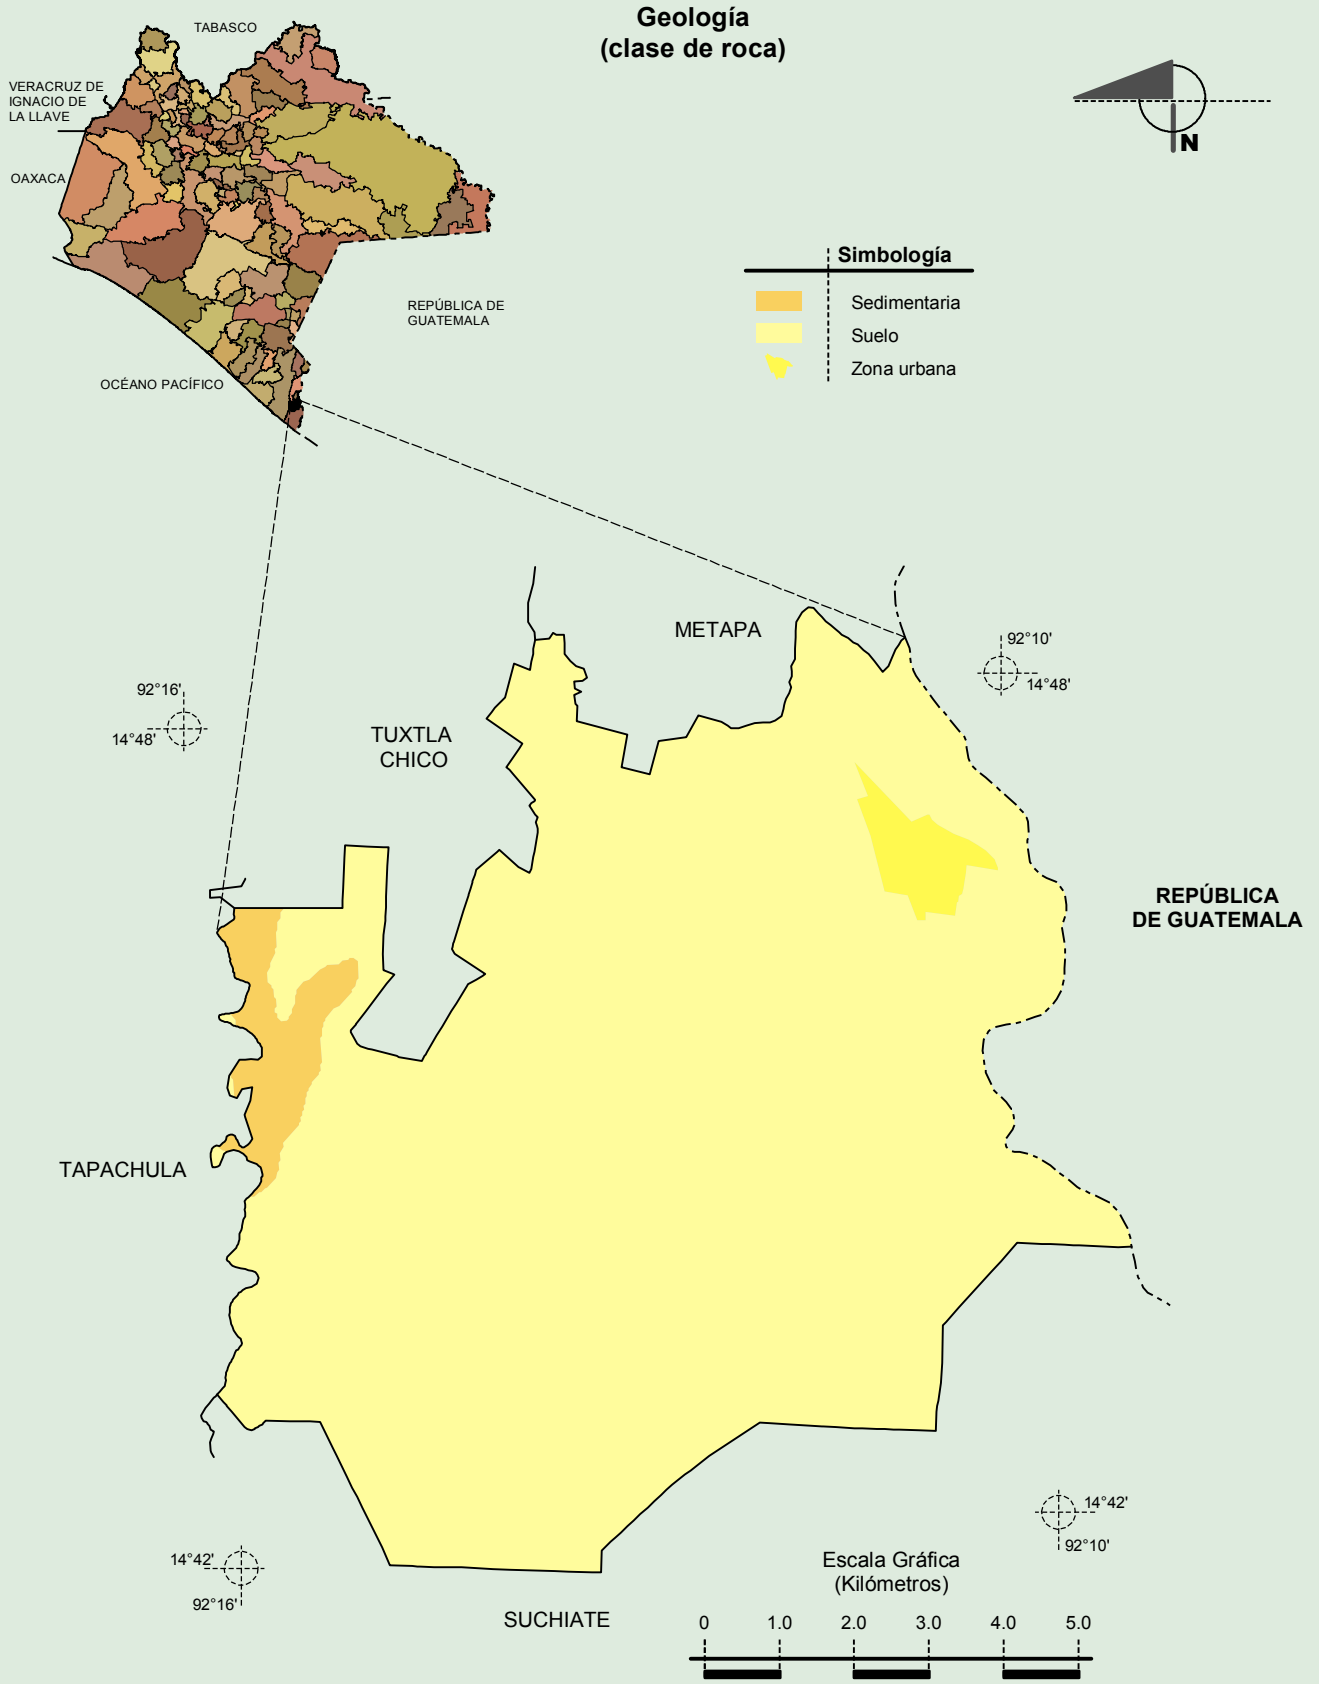 Geología
(clase de roca)
TABASCO
VERACRUZ DE
IGNACIO DE
LA LLAVE
OAXACA
REPÚBLICA DE
GUATEMALA
OCÉANO PACÍFICO
N
Simbología
Sedimentaria
Suelo
Zona urbana
METAPA
92°10'
14°48'
92°16'
14°48'
TUXTLA
CHICO
REPÚBLICA
DE GUATEMALA
TAPACHULA
14°42'
92°10'
14°42'
92°16'
SUCHIATE
Escala Gráfica
(Kilómetros)
0 1.0 2.0 3.0 4.0 5.0